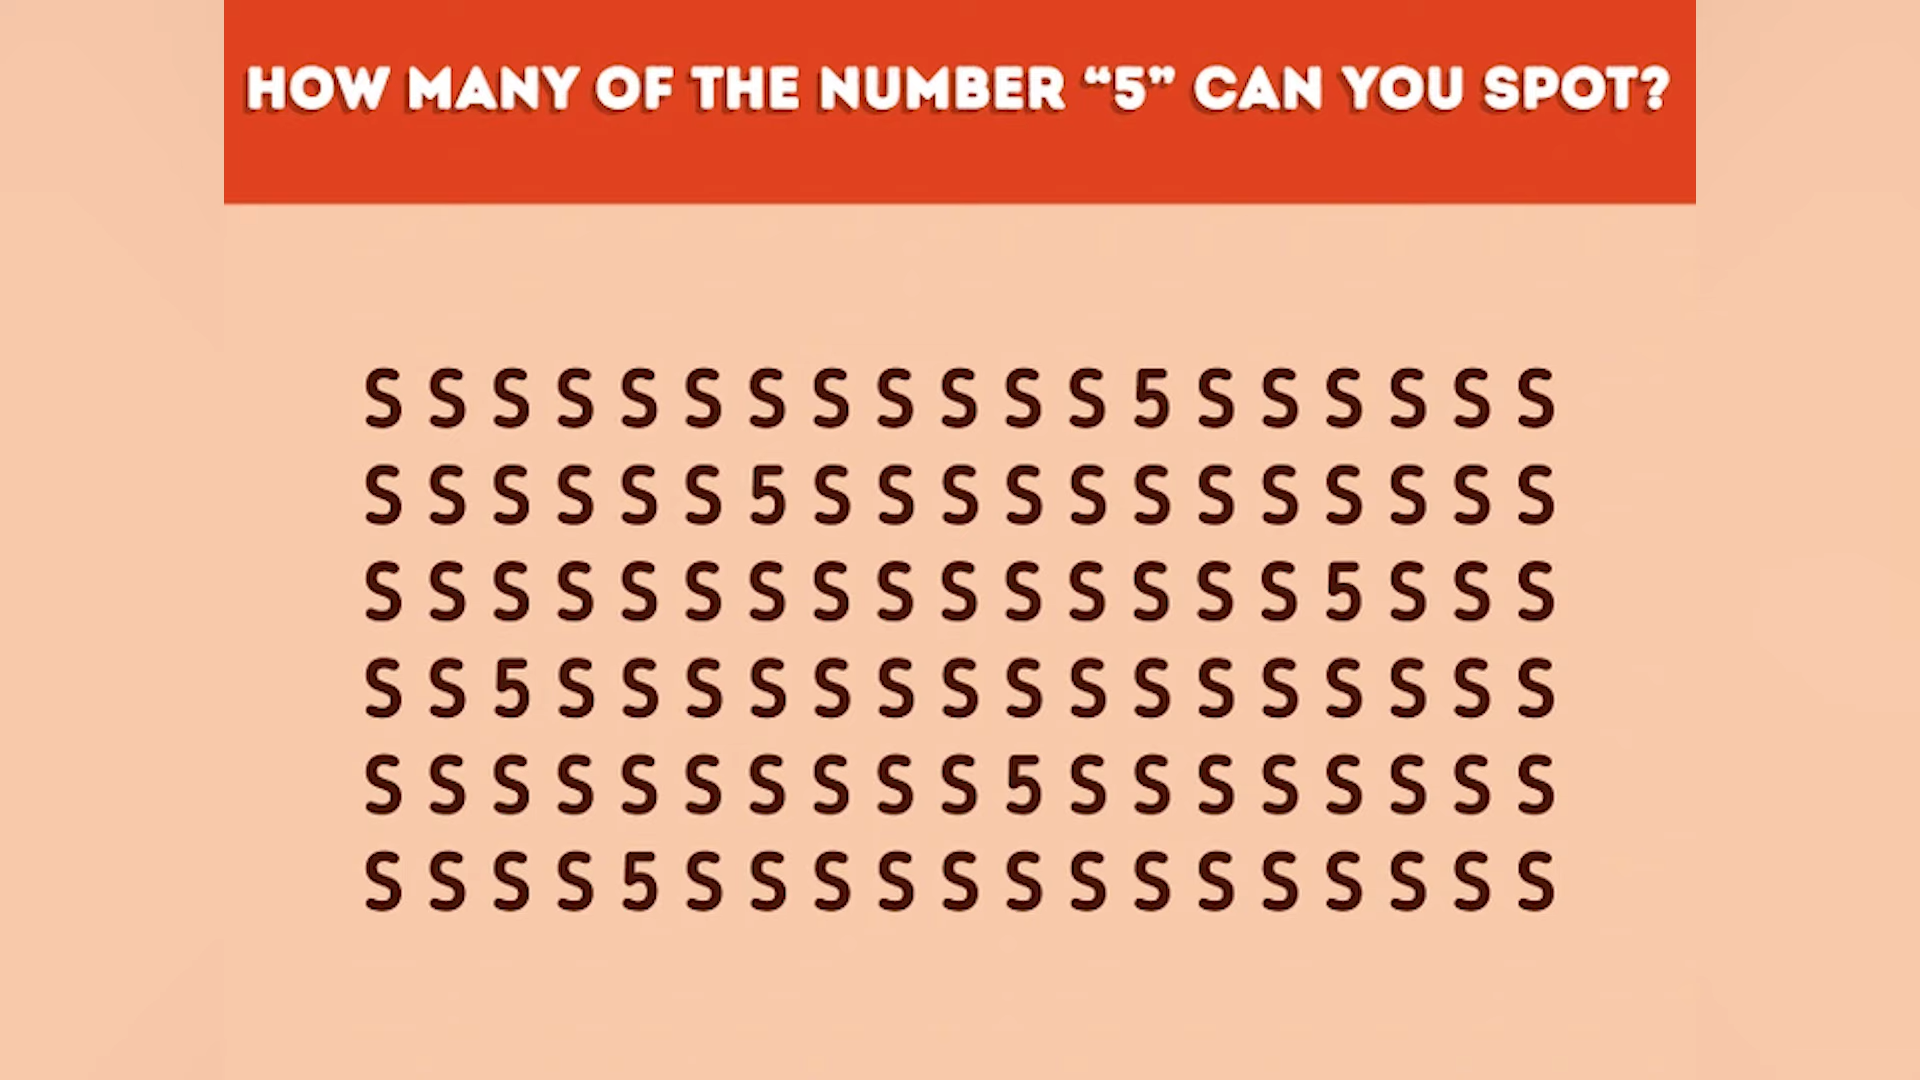 HOW MANY OF THE NUMBER “5” CAN YOU SPOT?
S S S S S S S S S S S S 5 S S S S S S
S S S S S S 5 S S S S S S S S S S S S
S S S S S S S S S S S S S S S 5 S S S
S S 5 S S S S S S S S S S S S S S S S
S S S S S S S S S S 5 S S S S S S S S
S S S S 5 S S S S S S S S S S S S S S